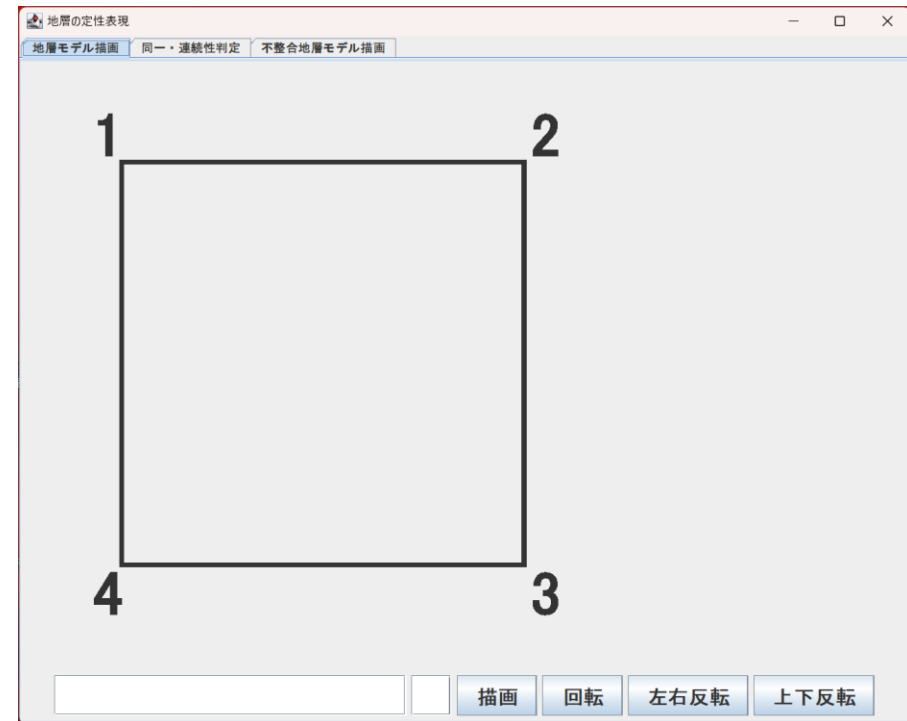 地層の定性表現
地層モデル描画 同一・連続性判定 不整合地層モデル描画
1 2
4 3
描画 回転 左右反転 上下反転